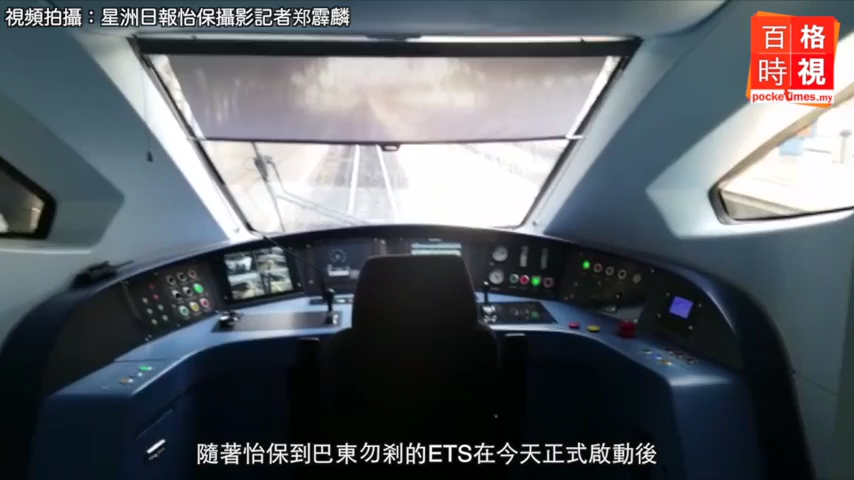 視頻拍攝：星洲日報怡保攝影記者郑霹麟
百格
時視
pocketimes.my
隨著怡保到巴東勿剎的ETS在今天正式啟動後